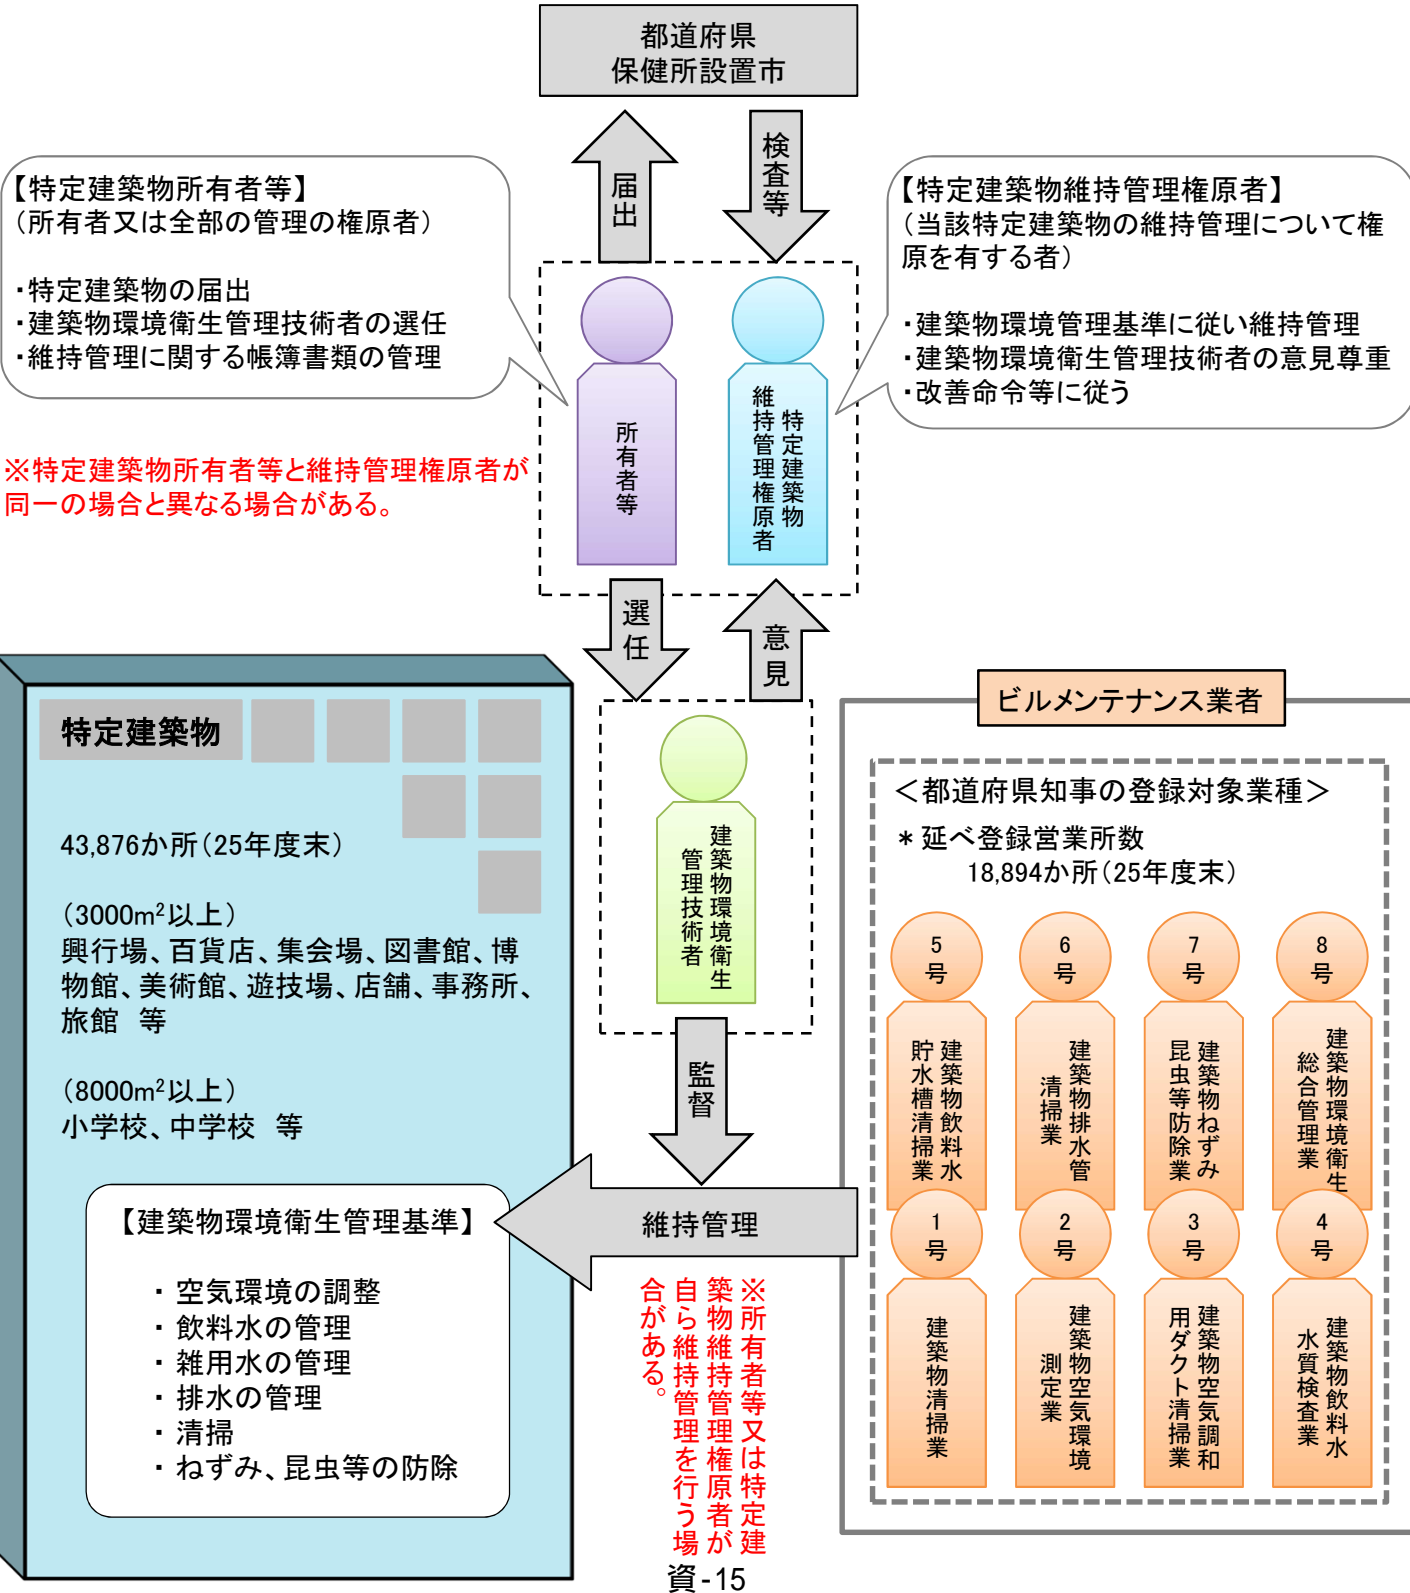 都道府県
保健所設置市
届出
検査等
【特定建築物所有者等】
（所有者又は全部の管理の権原者）
・特定建築物の届出
・建築物環境衛生管理技術者の選任
・維持管理に関する帳簿書類の管理
【特定建築物維持管理権原者】
（当該特定建築物の維持管理について権
原を有する者）
・建築物環境管理基準に従い維持管理
・建築物環境衛生管理技術者の意見尊重
・改善命令等に従う
所有者等
特定建築物
維持管理権原者
※特定建築物所有者等と維持管理権原者が
同一の場合と異なる場合がある。
選任
意見
特定建築物
43,876か所（25年度末）
（3000m²以上）
興行場、百貨店、集会場、図書館、博
物館、美術館、遊技場、店舗、事務所、
旅館　等
（8000m²以上）
小学校、中学校　等
【建築物環境衛生管理基準】
・ 空気環境の調整
・ 飲料水の管理
・ 雑用水の管理
・ 排水の管理
・ 清掃
・ ねずみ、昆虫等の防除
建築物環境衛生
管理技術者
監督
維持管理
※所有者等又は特定建
築物維持管理権原者が
自ら維持管理を行う場
合がある。
ビルメンテナンス業者
＜都道府県知事の登録対象業種＞
＊延べ登録営業所数
18,894か所（25年度末）
5
号
建築物飲料水
貯水槽清掃業
6
号
建築物排水管
清掃業
7
号
建築物ねずみ
昆虫等防除業
8
号
建築物環境衛生
総合管理業
1
号
建築物清掃業
2
号
建築物空気環境
測定業
3
号
建築物空気調和
用ダクト清掃業
4
号
建築物飲料水
水質検査業
資-15